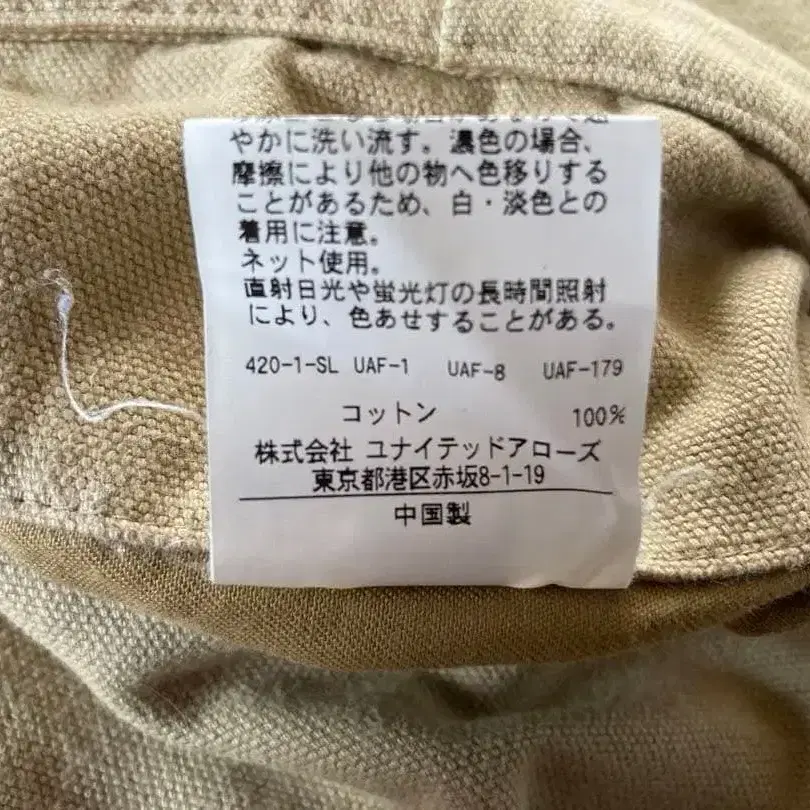 やかに洗い流す。濃色の場合、
摩擦により他の物へ色移りする
ことがあるため、白・淡色との
着用に注意。
ネット使用。
直射日光や蛍光灯の長時間照射
により、色あせすることがある。
420-1-SL UAF-1 UAF-8 UAF-179
コットン 100%
株式会社 ユナイテッドアローズ
東京都港区赤坂8-1-19
中国製